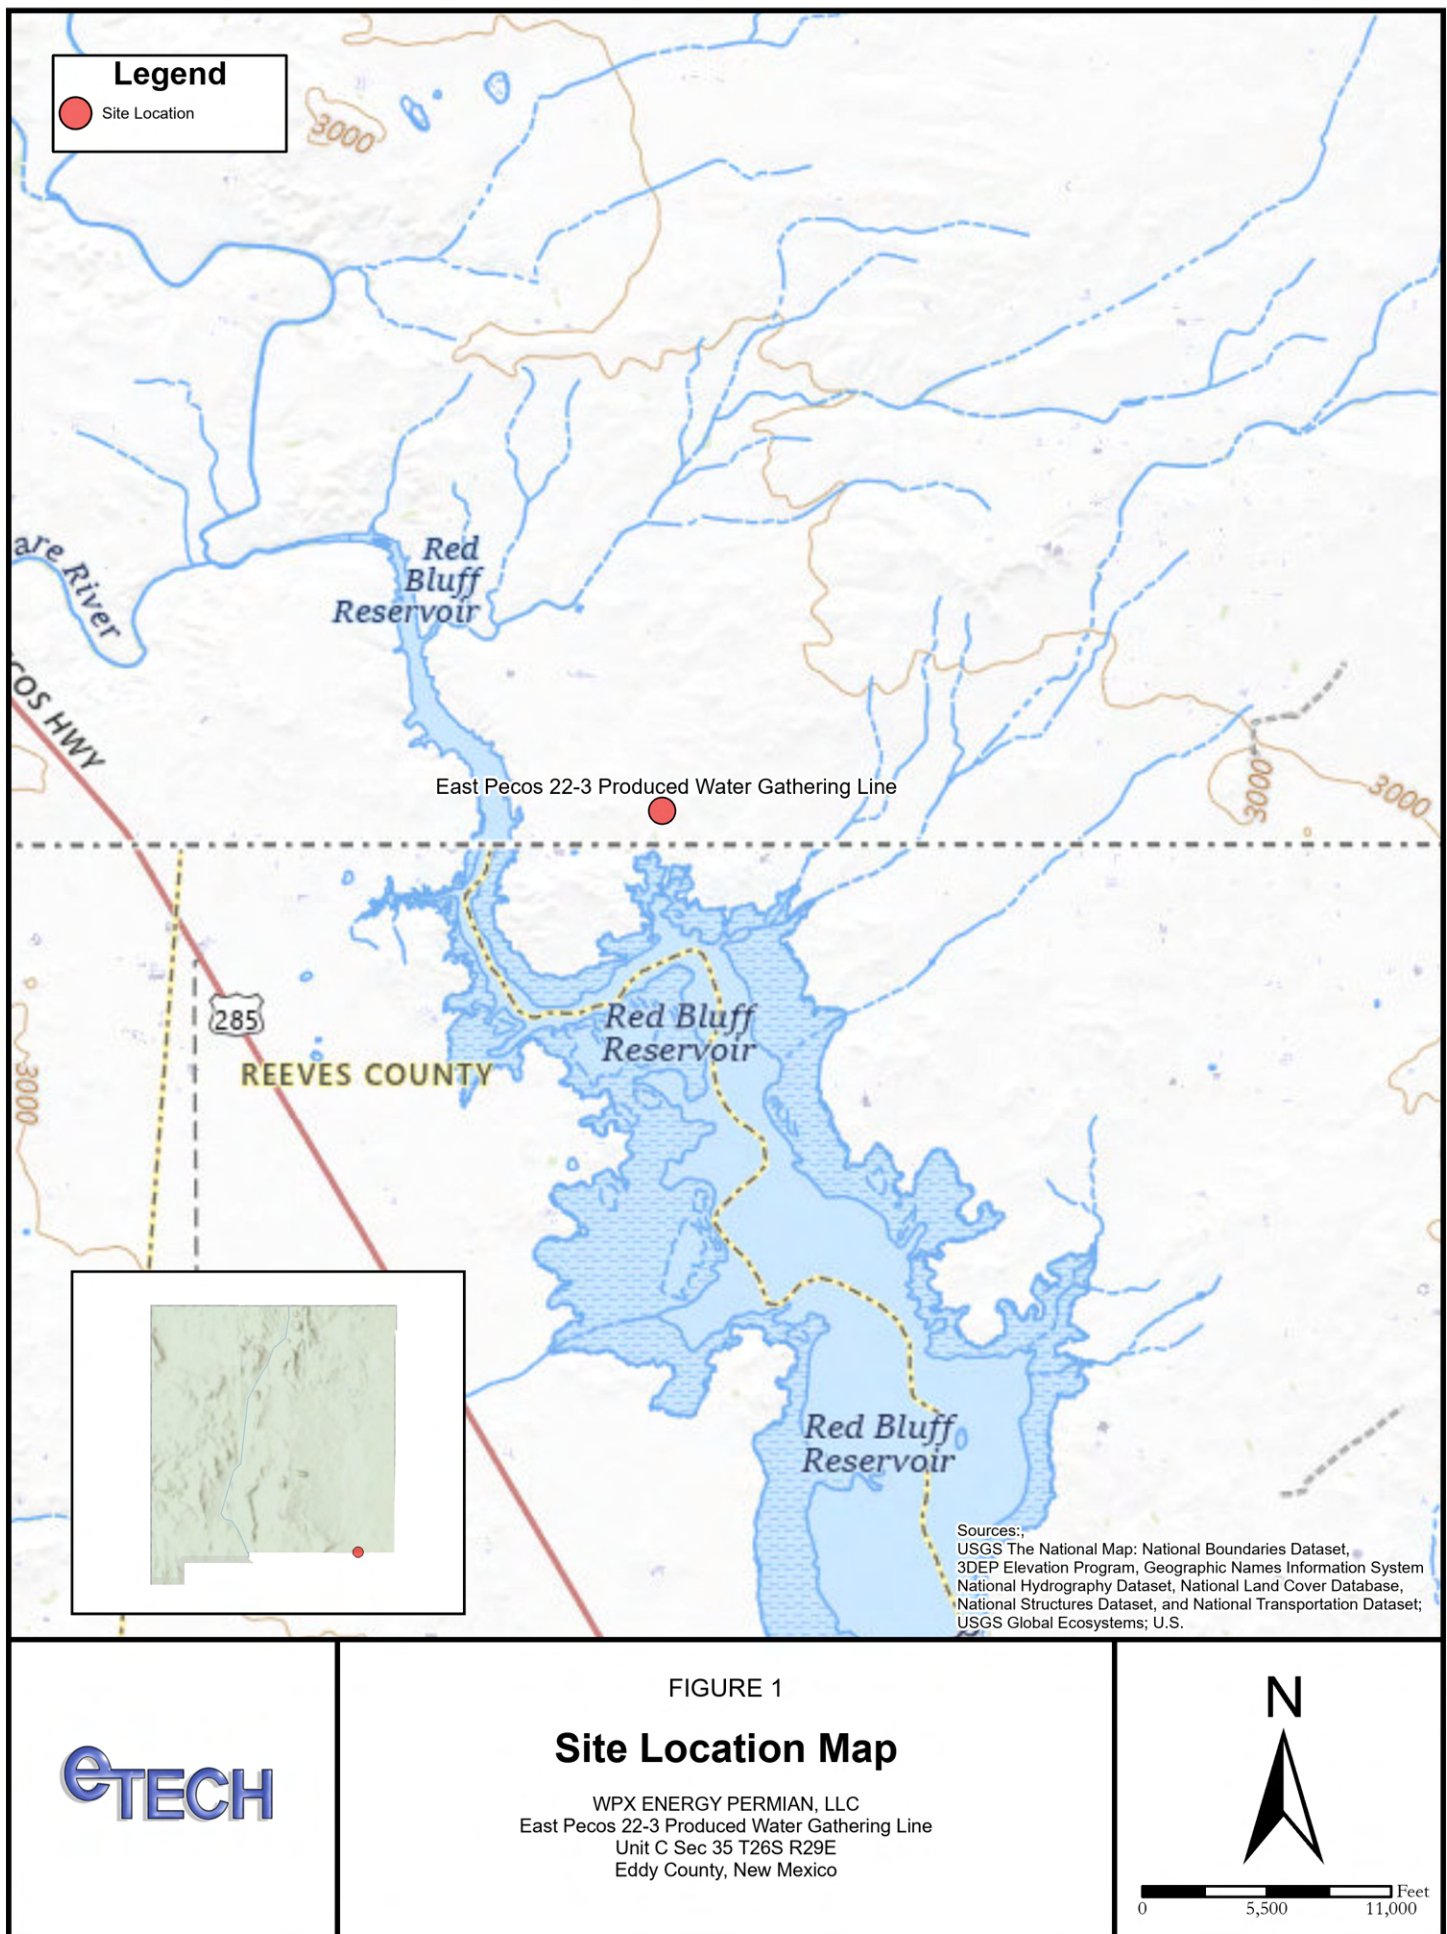 Legend
Site Location
3000
Red
Bluff
Reservoir
are River
COS HWY
East Pecos 22-3 Produced Water Gathering Line
3000
3000
285
Red Bluff
Reservoir
REEVES COUNTY
3000
Red Bluff
Reservoir
Sources:,
USGS The National Map: National Boundaries Dataset,
3DEP Elevation Program, Geographic Names Information System
National Hydrography Dataset, National Land Cover Database,
National Structures Dataset, and National Transportation Dataset;
USGS Global Ecosystems; U.S.
eTECH
FIGURE 1
Site Location Map
WPX ENERGY PERMIAN, LLC
East Pecos 22-3 Produced Water Gathering Line
Unit C Sec 35 T26S R29E
Eddy County, New Mexico
N
Feet
0 5,500 11,000